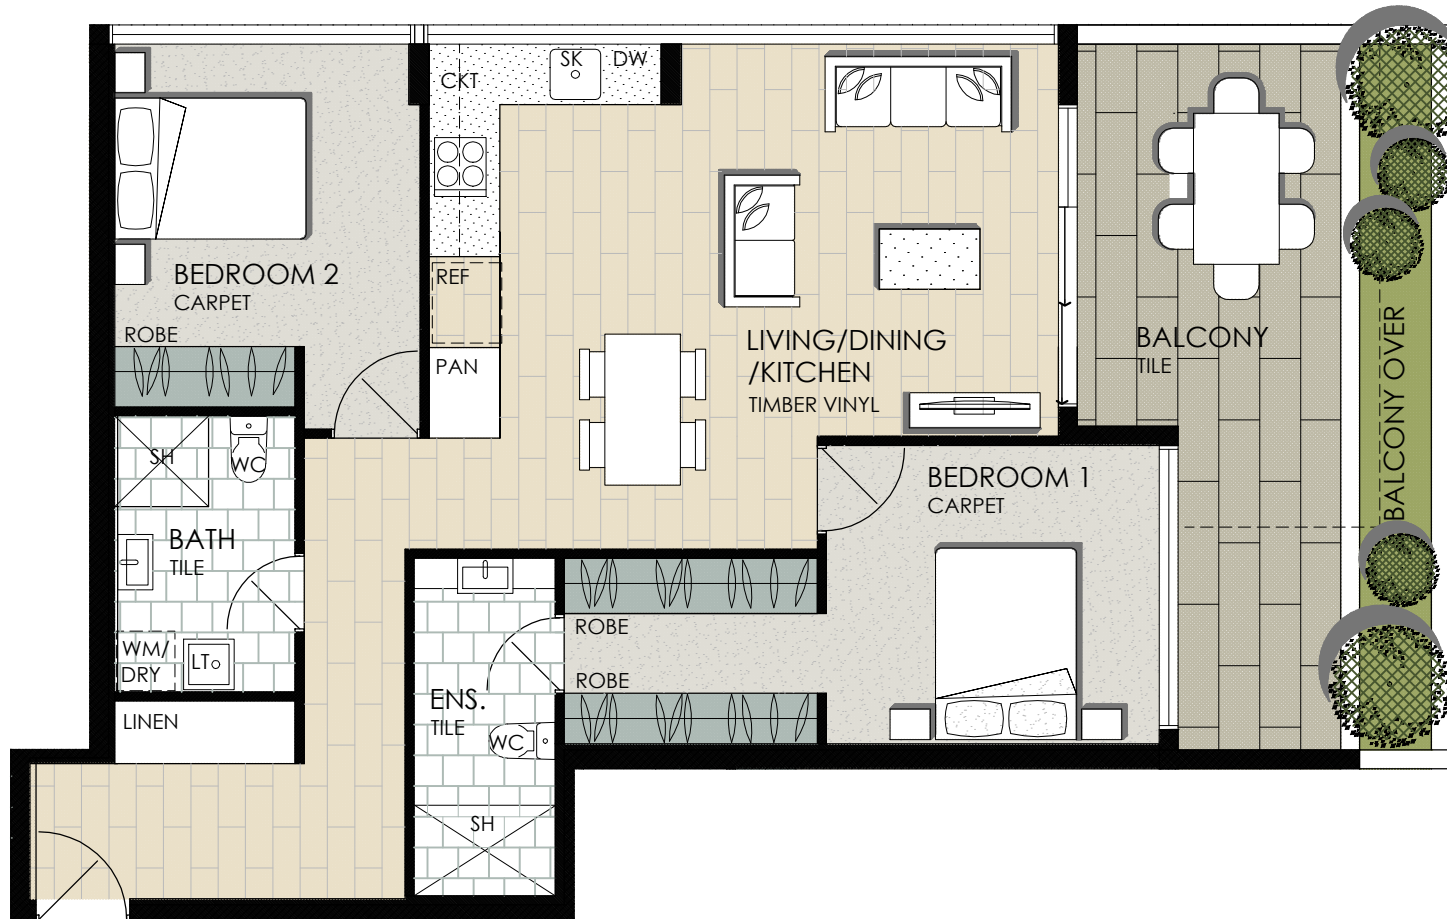 SK
DW
CKT
BEDROOM 2
CARPET
ROBE
REF
PAN
LIVING/DINING
/KITCHEN
TIMBER VINYL
BALCONY
TILE
BALCONY OVER
SH
WC
BATH
TILE
WM/
DRY
LT
LINEN
BEDROOM 1
CARPET
ROBE
ROBE
ENS.
TILE
WC
SH